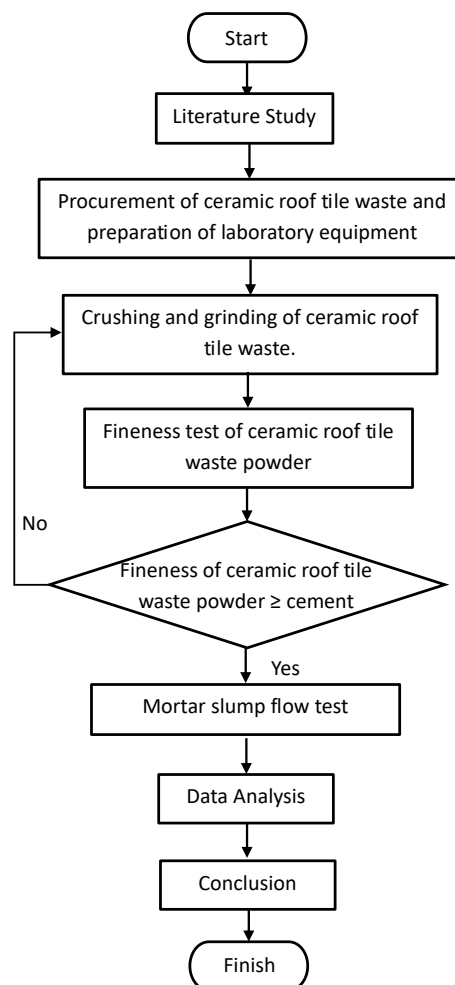 Start
Literature Study
Procurement of ceramic roof tile waste and
preparation of laboratory equipment
Crushing and grinding of ceramic roof
tile waste.
Fineness test of ceramic roof tile
waste powder
No
Fineness of ceramic roof tile
waste powder ≥ cement
Yes
Mortar slump flow test
Data Analysis
Conclusion
Finish